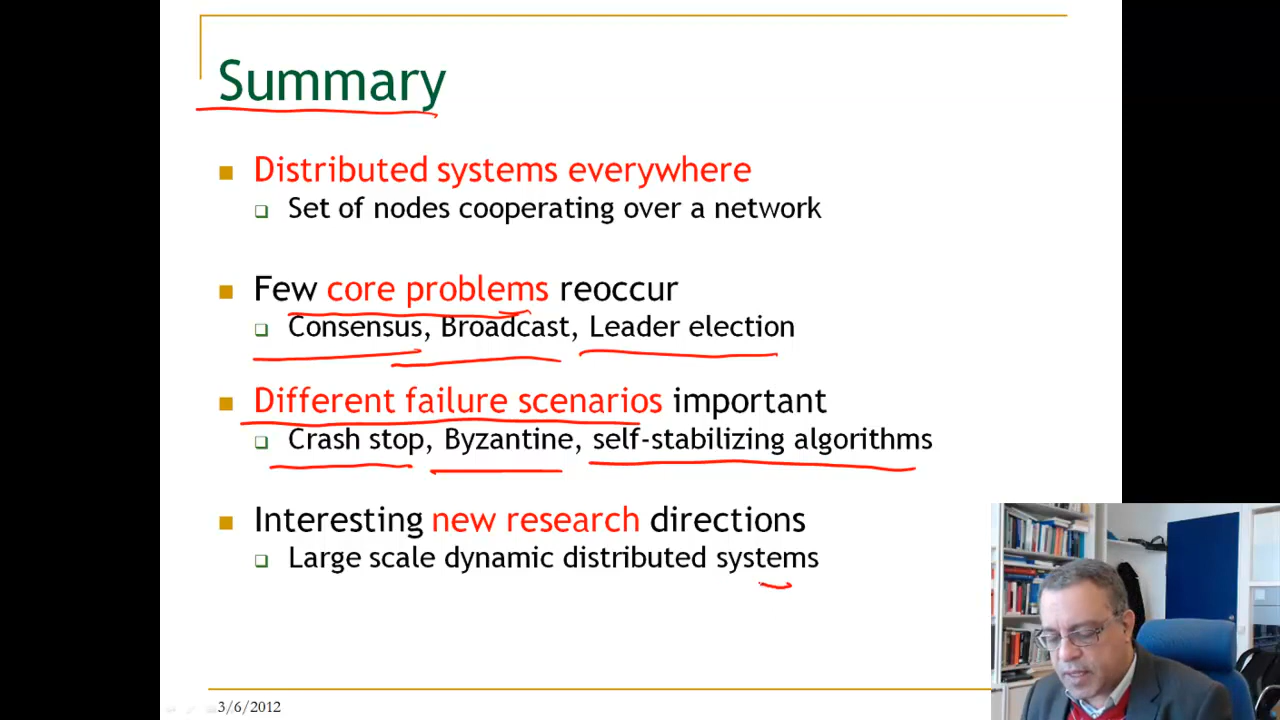 Summary
Distributed systems everywhere
Set of nodes cooperating over a network
Few core problems reoccur
Consensus, Broadcast, Leader election
Different failure scenarios important
Crash stop, Byzantine, self-stabilizing algorithms
Interesting new research directions
Large scale dynamic distributed systems
3/6/2012